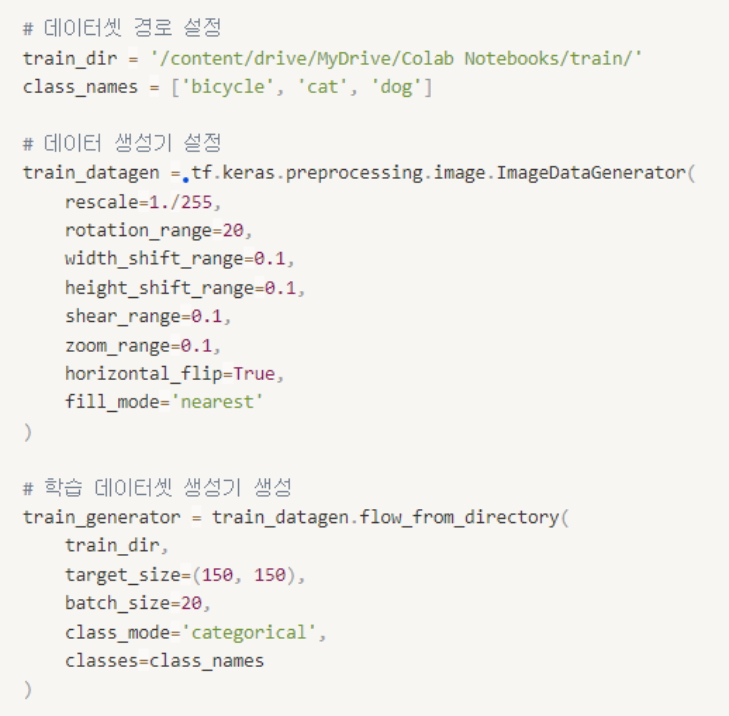 # 데이터셋 경로 설정
train_dir = '/content/drive/MyDrive/Colab Notebooks/train/'
class_names = ['bicycle', 'cat', 'dog']
# 데이터 생성기 설정
train_datagen = tf.keras.preprocessing.image.ImageDataGenerator(
    rescale=1./255,
    rotation_range=20,
    width_shift_range=0.1,
    height_shift_range=0.1,
    shear_range=0.1,
    zoom_range=0.1,
    horizontal_flip=True,
    fill_mode='nearest'
)
# 학습 데이터셋 생성기 생성
train_generator = train_datagen.flow_from_directory(
    train_dir,
    target_size=(150, 150),
    batch_size=20,
    class_mode='categorical',
    classes=class_names
)